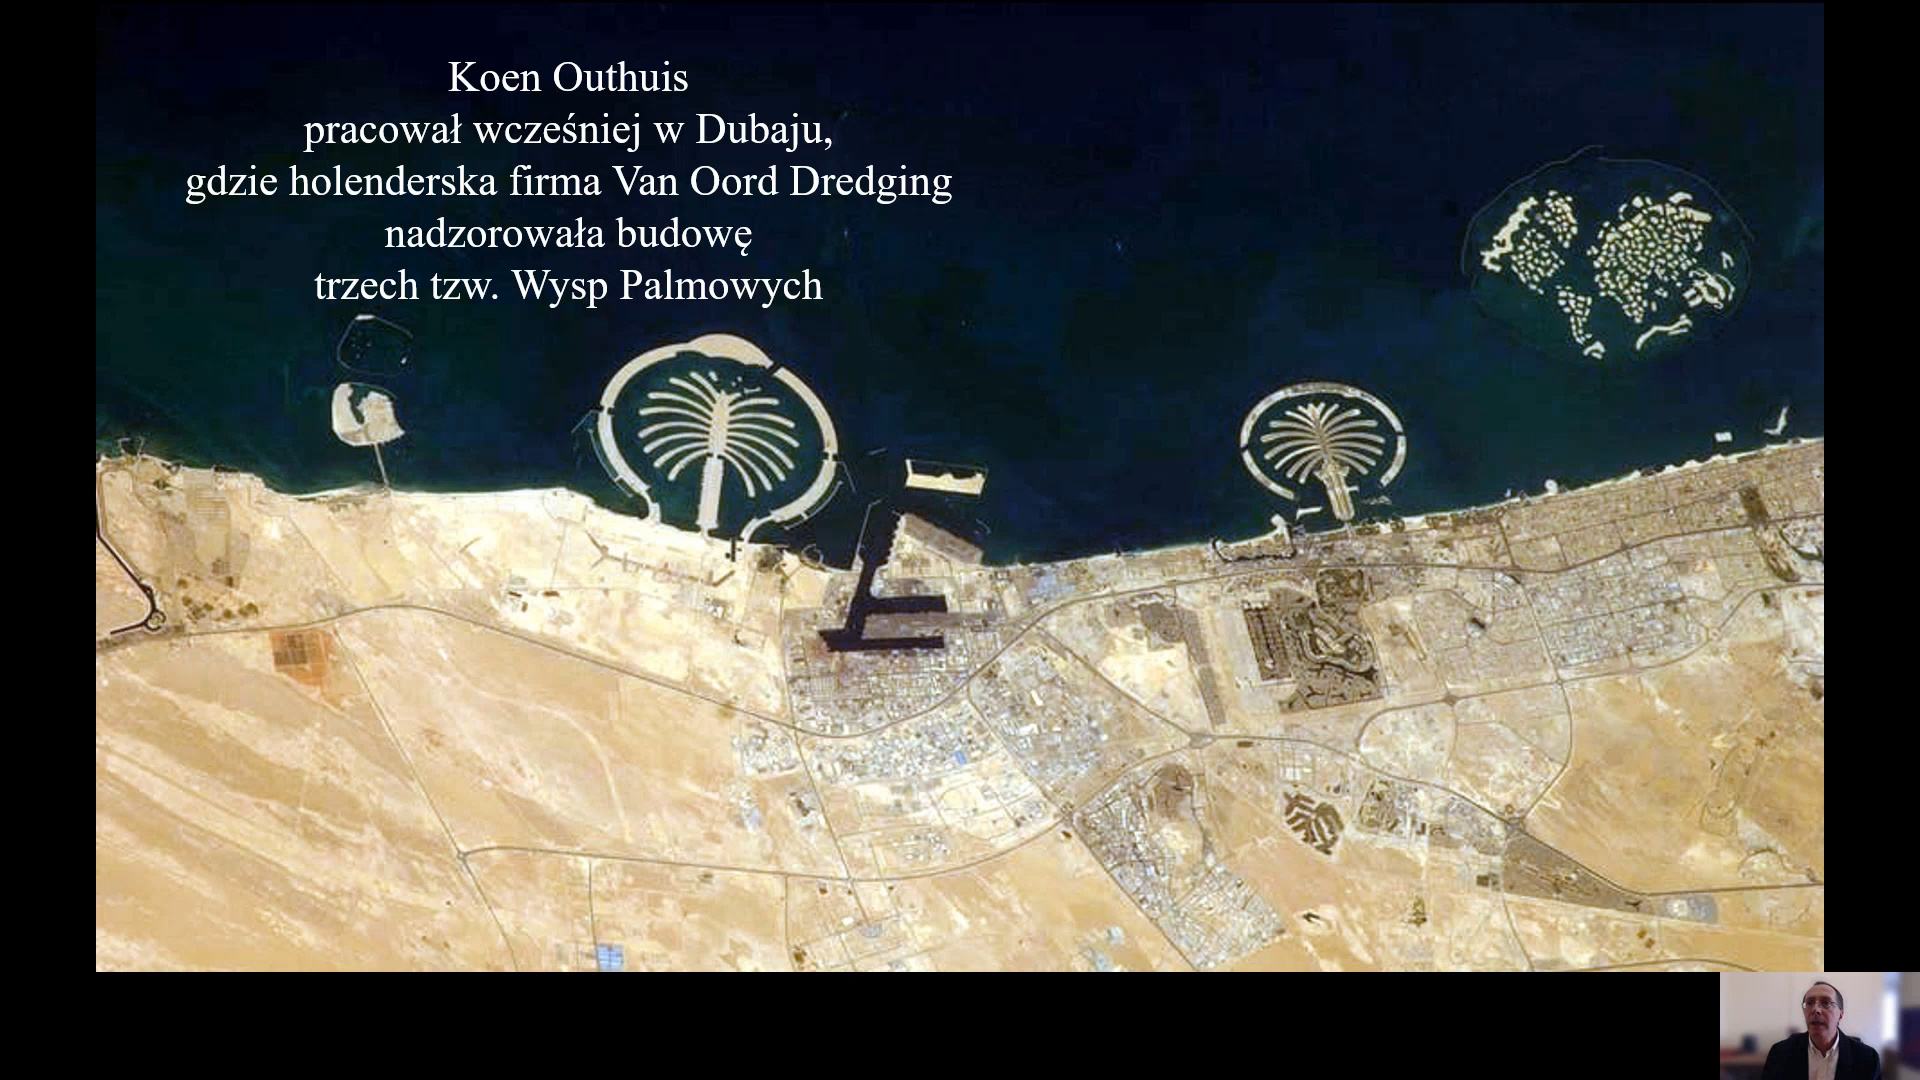 Koen Outhuis
pracował wcześniej w Dubaju,
gdzie holenderska firma Van Oord Dredging
nadzorowała budowę
trzech tzw. Wysp Palmowych